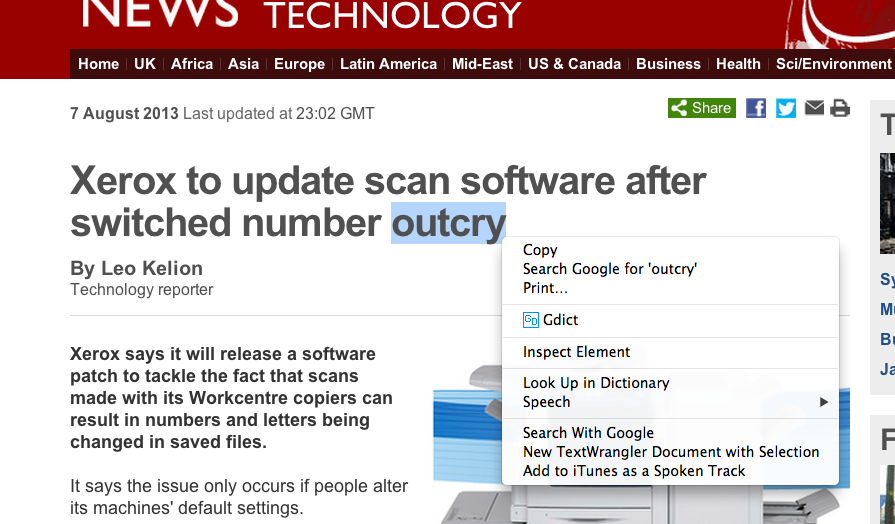 NEWS TECHNOLOGY
Home UK Africa Asia Europe Latin America Mid-East US & Canada Business Health Sci/Environment
7 August 2013 Last updated at 23:02 GMT
Share
Xerox to update scan software after
switched number outcry
By Leo Kelion
Technology reporter
Xerox says it will release a software
patch to tackle the fact that scans
made with its Workcentre copiers can
result in numbers and letters being
changed in saved files.
It says the issue only occurs if people alter
its machines' default settings.
Copy
Search Google for 'outcry'
Print...
Gdict
Inspect Element
Look Up in Dictionary
Speech
Search With Google
New TextWrangler Document with Selection
Add to iTunes as a Spoken Track